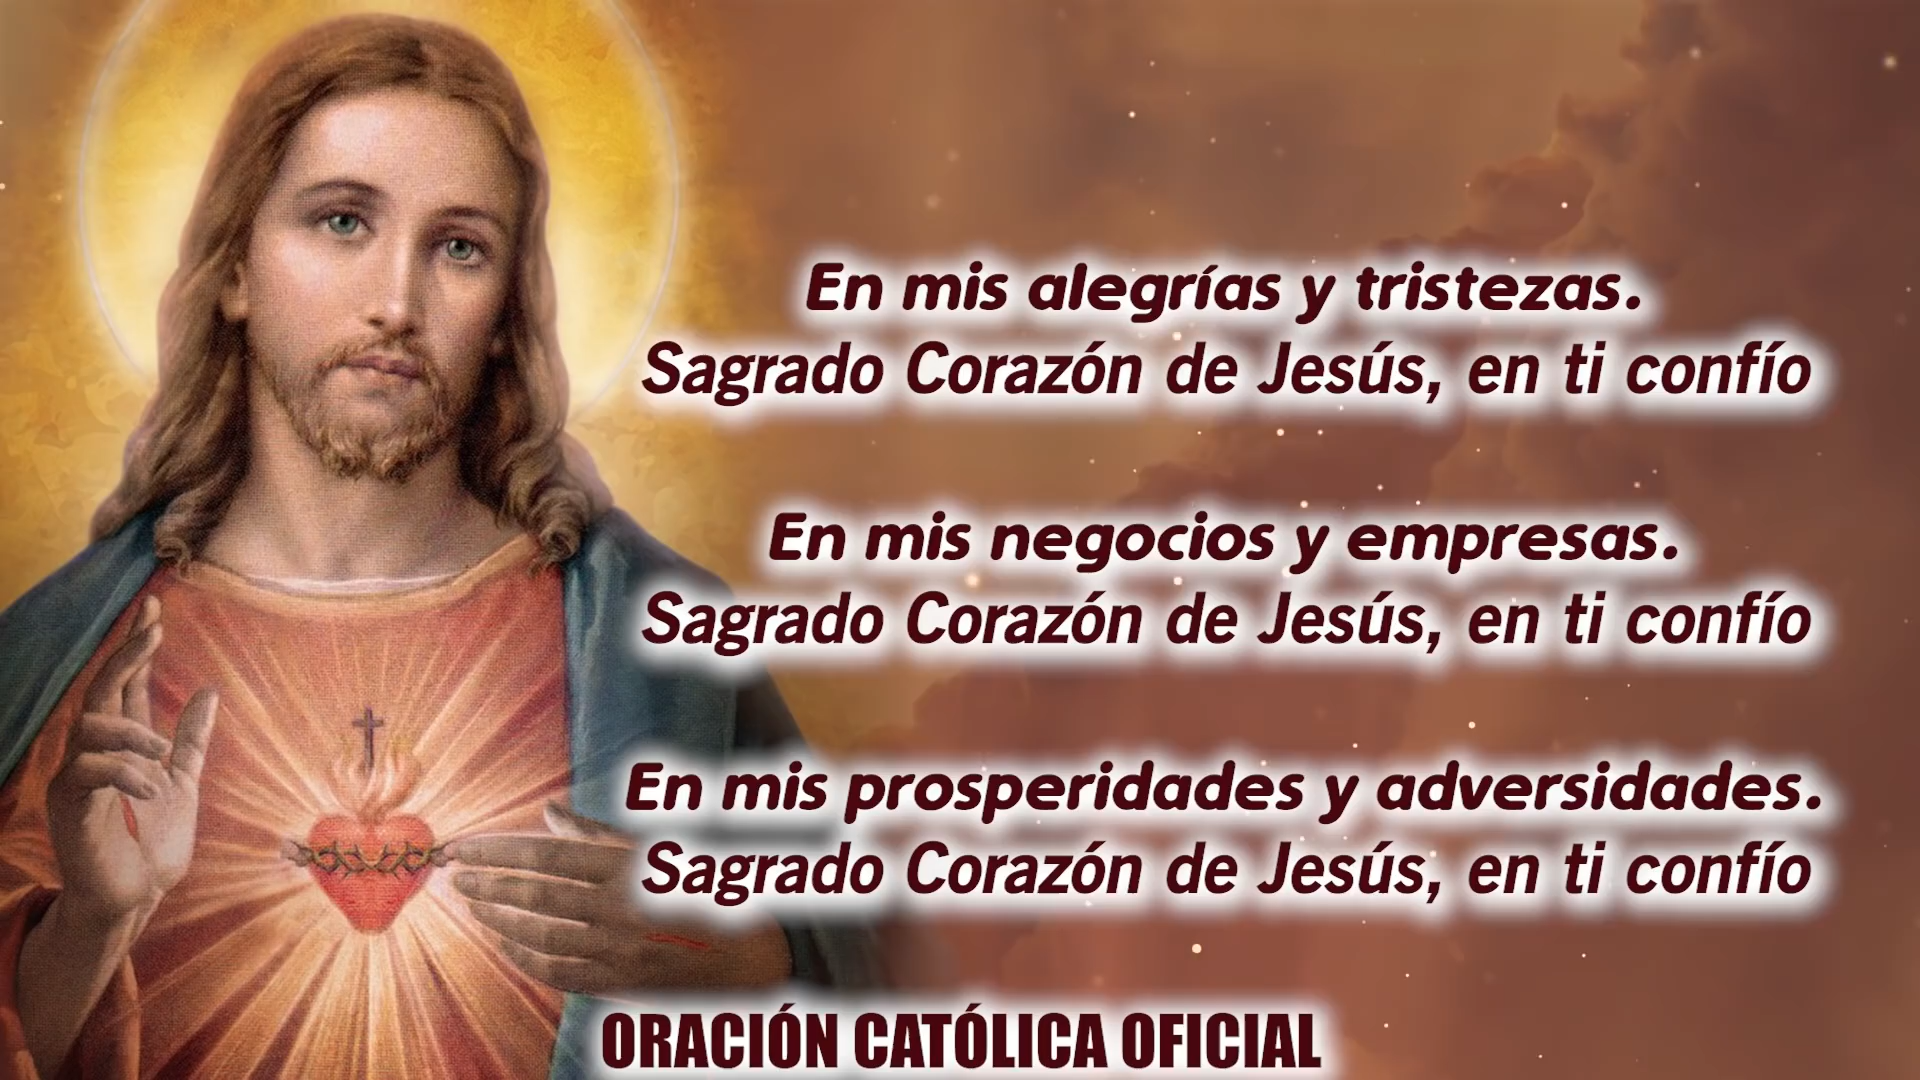 En mis alegrías y tristezas.
Sagrado Corazón de Jesús, en ti confío
En mis negocios y empresas.
Sagrado Corazón de Jesús, en ti confío
En mis prosperidades y adversidades.
Sagrado Corazón de Jesús, en ti confío
ORACIÓN CATÓLICA OFICIAL